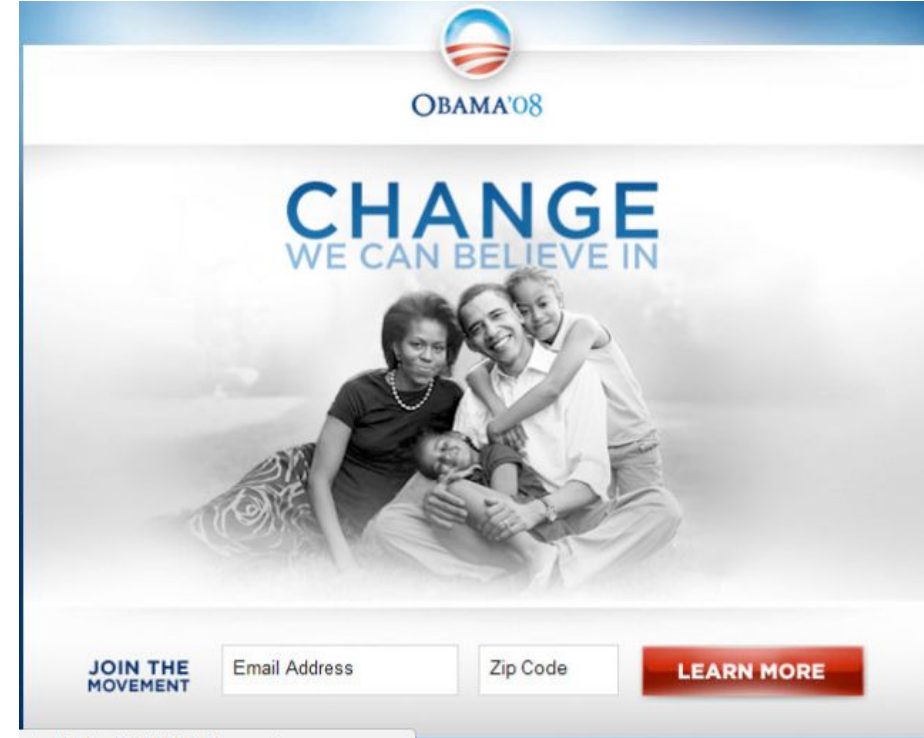 OBAMA'08
CHANGE
WE CAN BELIEVE IN
JOIN THE
MOVEMENT
Email Address
Zip Code
LEARN MORE